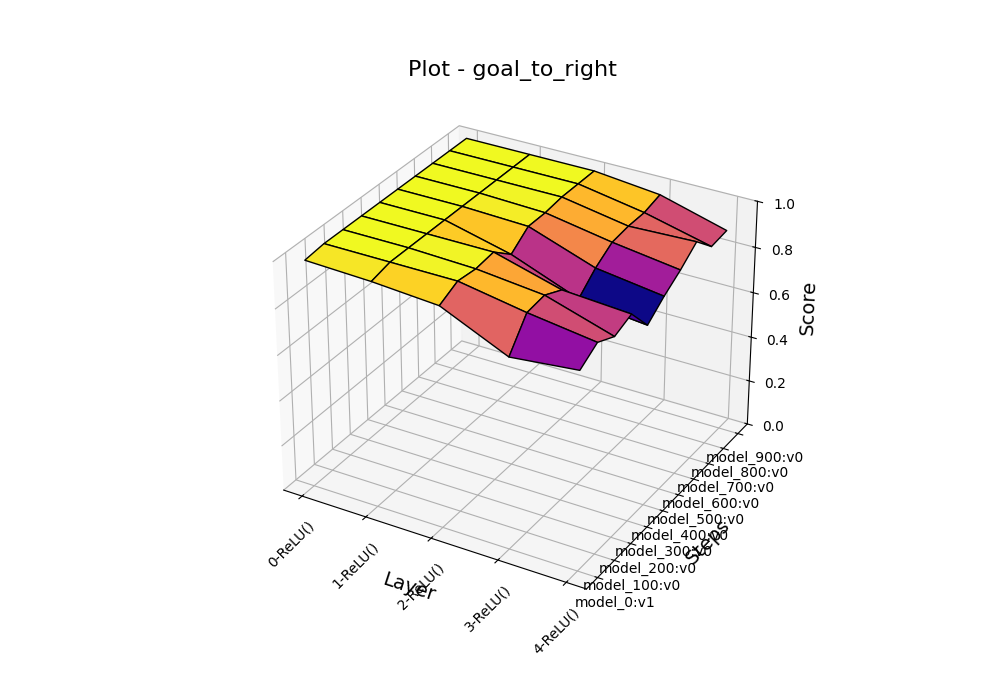 Plot - goal_to_right
1.0
0.8
0.6
0.4
0.2
0.0
Score
model_900:v0
model_800:v0
model_700:v0
model_600:v0
model_500:v0
model_400:v0
model_300:v0
model_200:v0
model_100:v0
model_0:v1
Steps
0-ReLU()
1-ReLU()
2-ReLU()
3-ReLU()
4-ReLU()
Layer